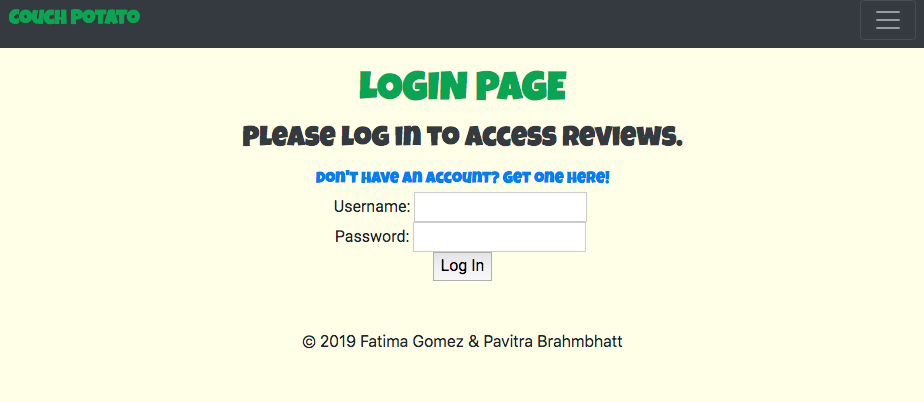 COUCH POTATO
LOGIN PAGE
Please log in to access reviews.
Don't have an account? Get one here!
Username:
Password:
Log In
© 2019 Fatima Gomez & Pavitra Brahmbhatt